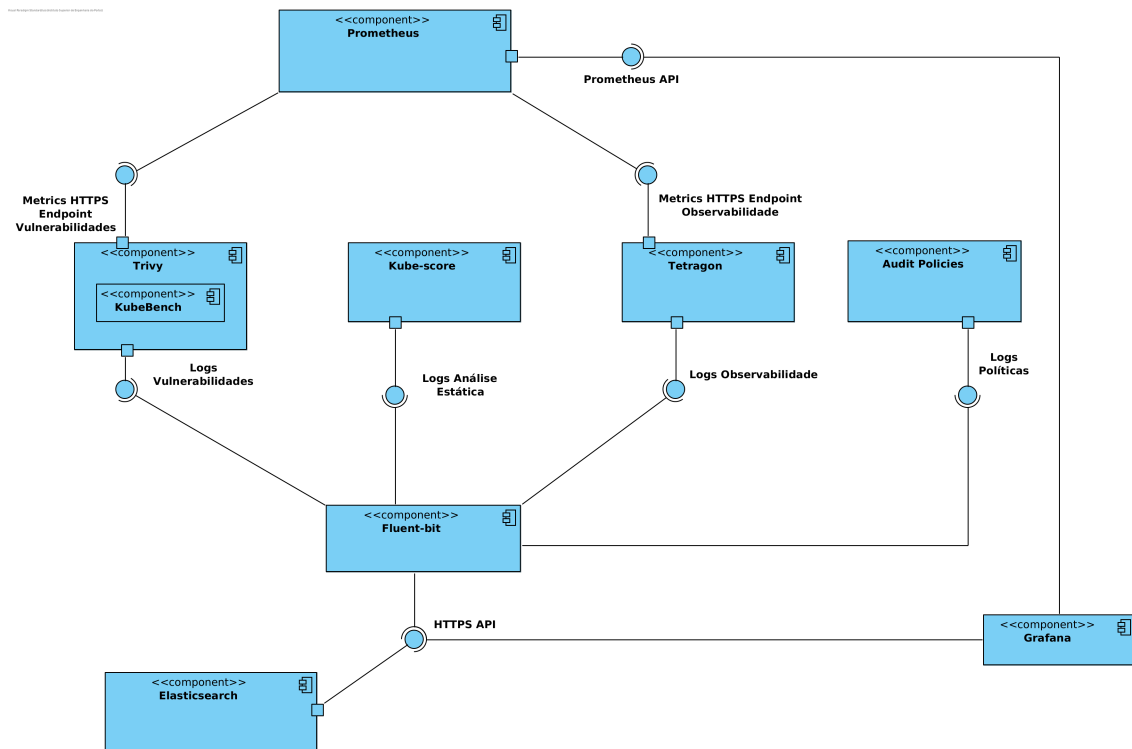 <<component>>
Prometheus
Prometheus API
Metrics HTTPS
Endpoint
Vulnerabilidades
Metrics HTTPS Endpoint
Observabilidade
<<component>>
Trivy
<<component>>
KubeBench
<<component>>
Kube-score
<<component>>
Tetragon
<<component>>
Audit Policies
Logs
Vulnerabilidades
Logs Análise
Estática
Logs Observabilidade
Logs
Políticas
<<component>>
Fluent-bit
HTTPS API
<<component>>
Grafana
<<component>>
Elasticsearch